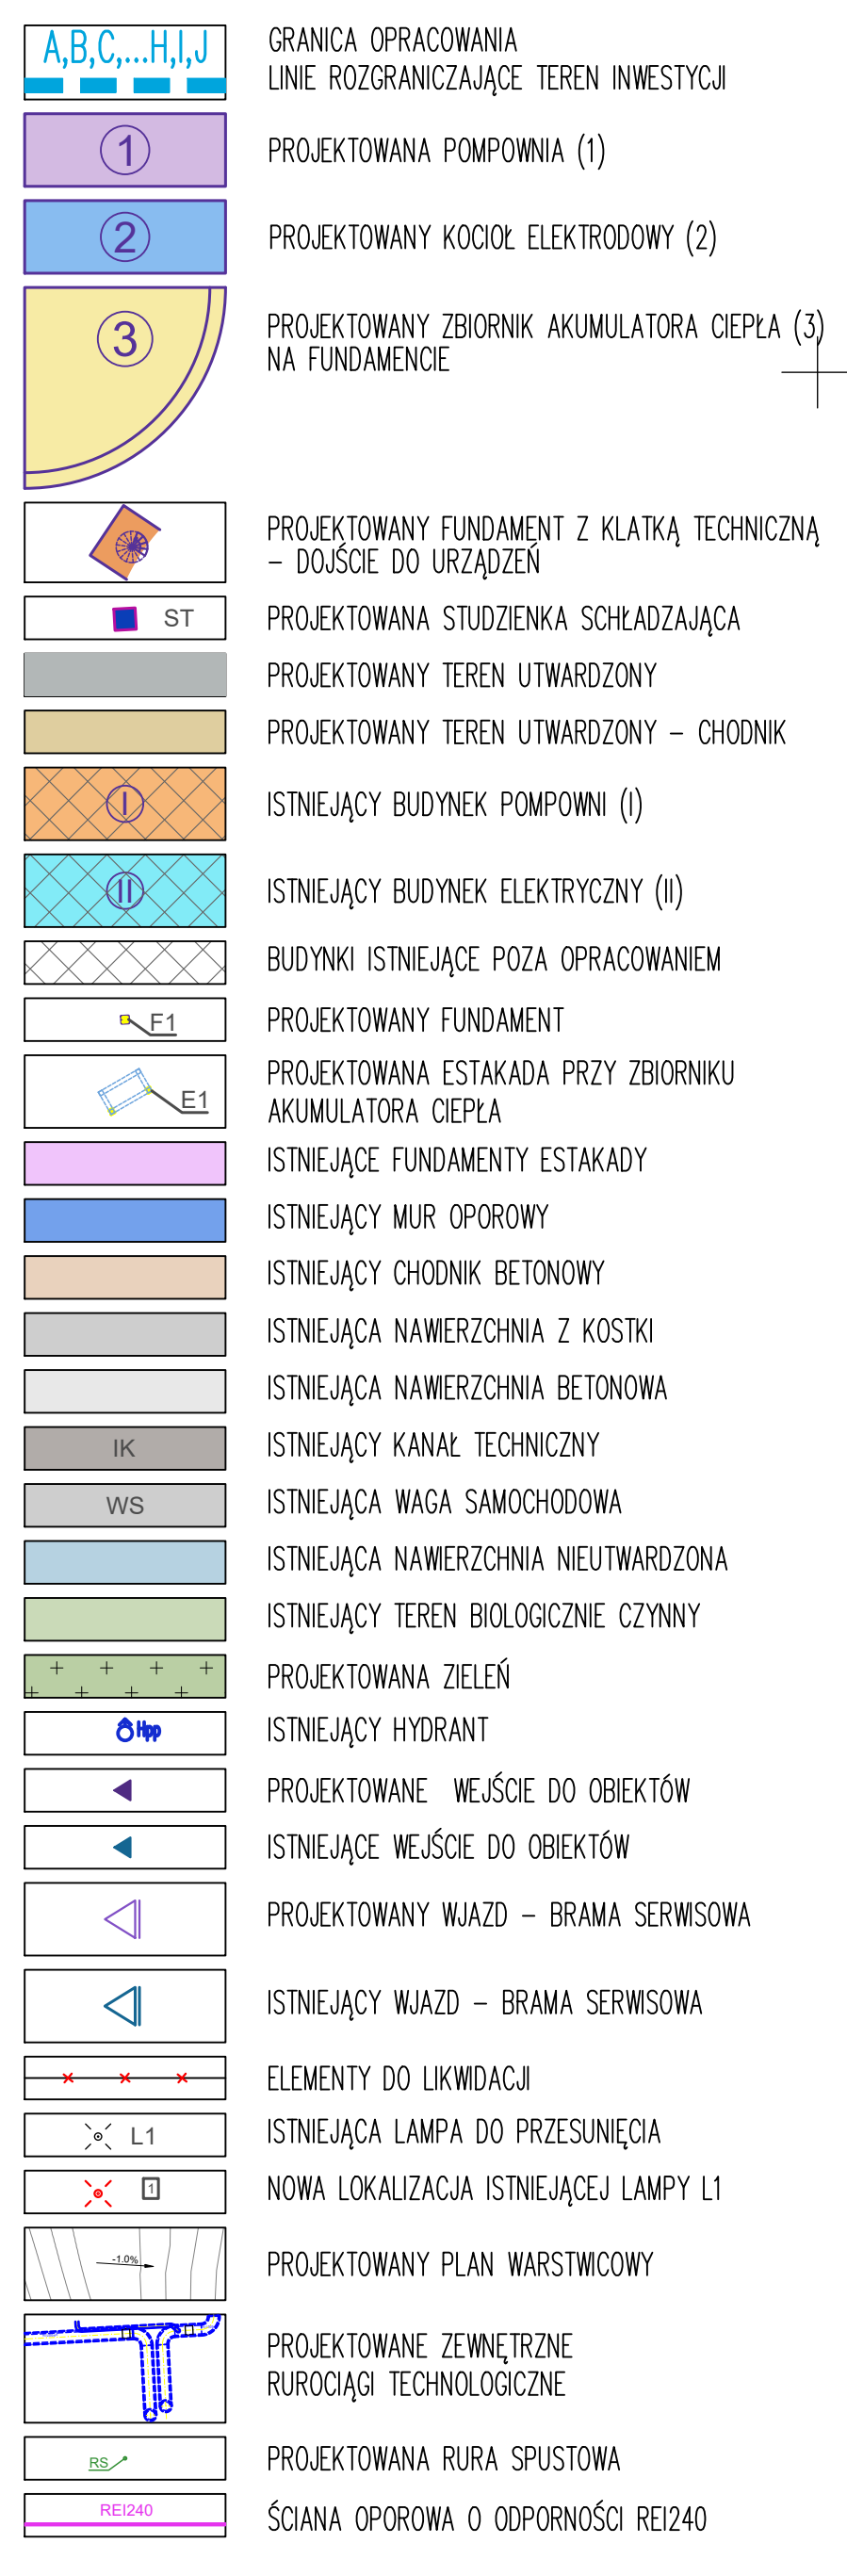 A,B,C,...H,I,J
GRANICA OPRACOWANIA
LINIE ROZGRANICZAJĄCE TEREN INWESTYCJI
1
PROJEKTOWANA POMPOWNIA (1)
2
PROJEKTOWANY KOCIOŁ ELEKTRODOWY (2)
3
PROJEKTOWANY ZBIORNIK AKUMULATORA CIEPŁA (3)
NA FUNDAMENCIE
PROJEKTOWANY FUNDAMENT Z KLATKĄ TECHNICZNĄ
– DOJŚCIE DO URZĄDZEŃ
ST
PROJEKTOWANA STUDZIENKA SCHŁADZAJĄCA
PROJEKTOWANY TEREN UTWARDZONY
PROJEKTOWANY TEREN UTWARDZONY – CHODNIK
I
ISTNIEJĄCY BUDYNEK POMPOWNI (I)
II
ISTNIEJĄCY BUDYNEK ELEKTRYCZNY (II)
BUDYNKI ISTNIEJĄCE POZA OPRACOWANIEM
F1
PROJEKTOWANY FUNDAMENT
E1
PROJEKTOWANA ESTAKADA PRZY ZBIORNIKU
AKUMULATORA CIEPŁA
ISTNIEJĄCE FUNDAMENTY ESTAKADY
ISTNIEJĄCY MUR OPOROWY
ISTNIEJĄCY CHODNIK BETONOWY
ISTNIEJĄCA NAWIERZCHNIA Z KOSTKI
ISTNIEJĄCA NAWIERZCHNIA BETONOWA
IK
ISTNIEJĄCY KANAŁ TECHNICZNY
WS
ISTNIEJĄCA WAGA SAMOCHODOWA
ISTNIEJĄCA NAWIERZCHNIA NIEUTWARDZONA
ISTNIEJĄCY TEREN BIOLOGICZNIE CZYNNY
PROJEKTOWANA ZIELEŃ
Hpp
ISTNIEJĄCY HYDRANT
PROJEKTOWANE WEJŚCIE DO OBIEKTÓW
ISTNIEJĄCE WEJŚCIE DO OBIEKTÓW
PROJEKTOWANY WJAZD – BRAMA SERWISOWA
ISTNIEJĄCY WJAZD – BRAMA SERWISOWA
ELEMENTY DO LIKWIDACJI
L1
ISTNIEJĄCA LAMPA DO PRZESUNIĘCIA
1
NOWA LOKALIZACJA ISTNIEJĄCEJ LAMPY L1
-1.0%
PROJEKTOWANY PLAN WARSTWICOWY
PROJEKTOWANE ZEWNĘTRZNE
RUROCIĄGI TECHNOLOGICZNE
RS
PROJEKTOWANA RURA SPUSTOWA
REI240
ŚCIANA OPOROWA O ODPORNOŚCI REI240